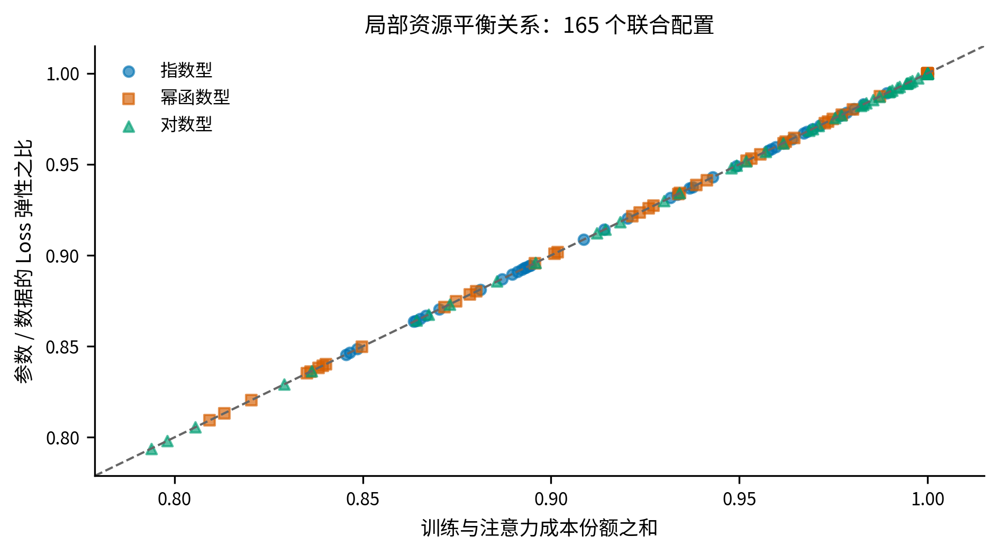 局部资源平衡关系：165 个联合配置
指数型
幂函数型
对数型
参数 / 数据的 Loss 弹性之比
1.00
0.95
0.90
0.85
0.80
0.80
0.85
0.90
0.95
1.00
训练与注意力成本份额之和